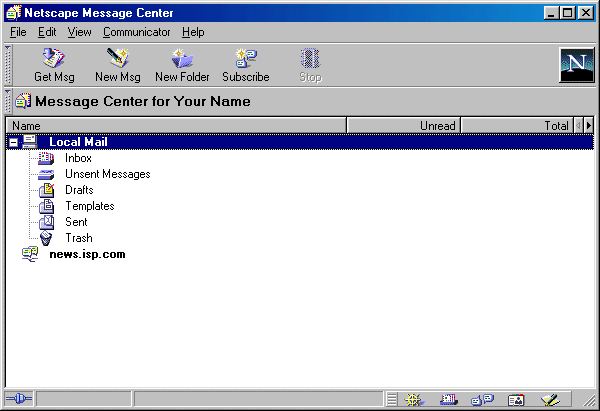 Netscape Message Center
File Edit View Communicator Help
Get Msg New Msg New Folder Subscribe Stop
N
Message Center for Your Name
Name Unread Total
Local Mail
Inbox
Unsent Messages
Drafts
Templates
Sent
Trash
news.isp.com